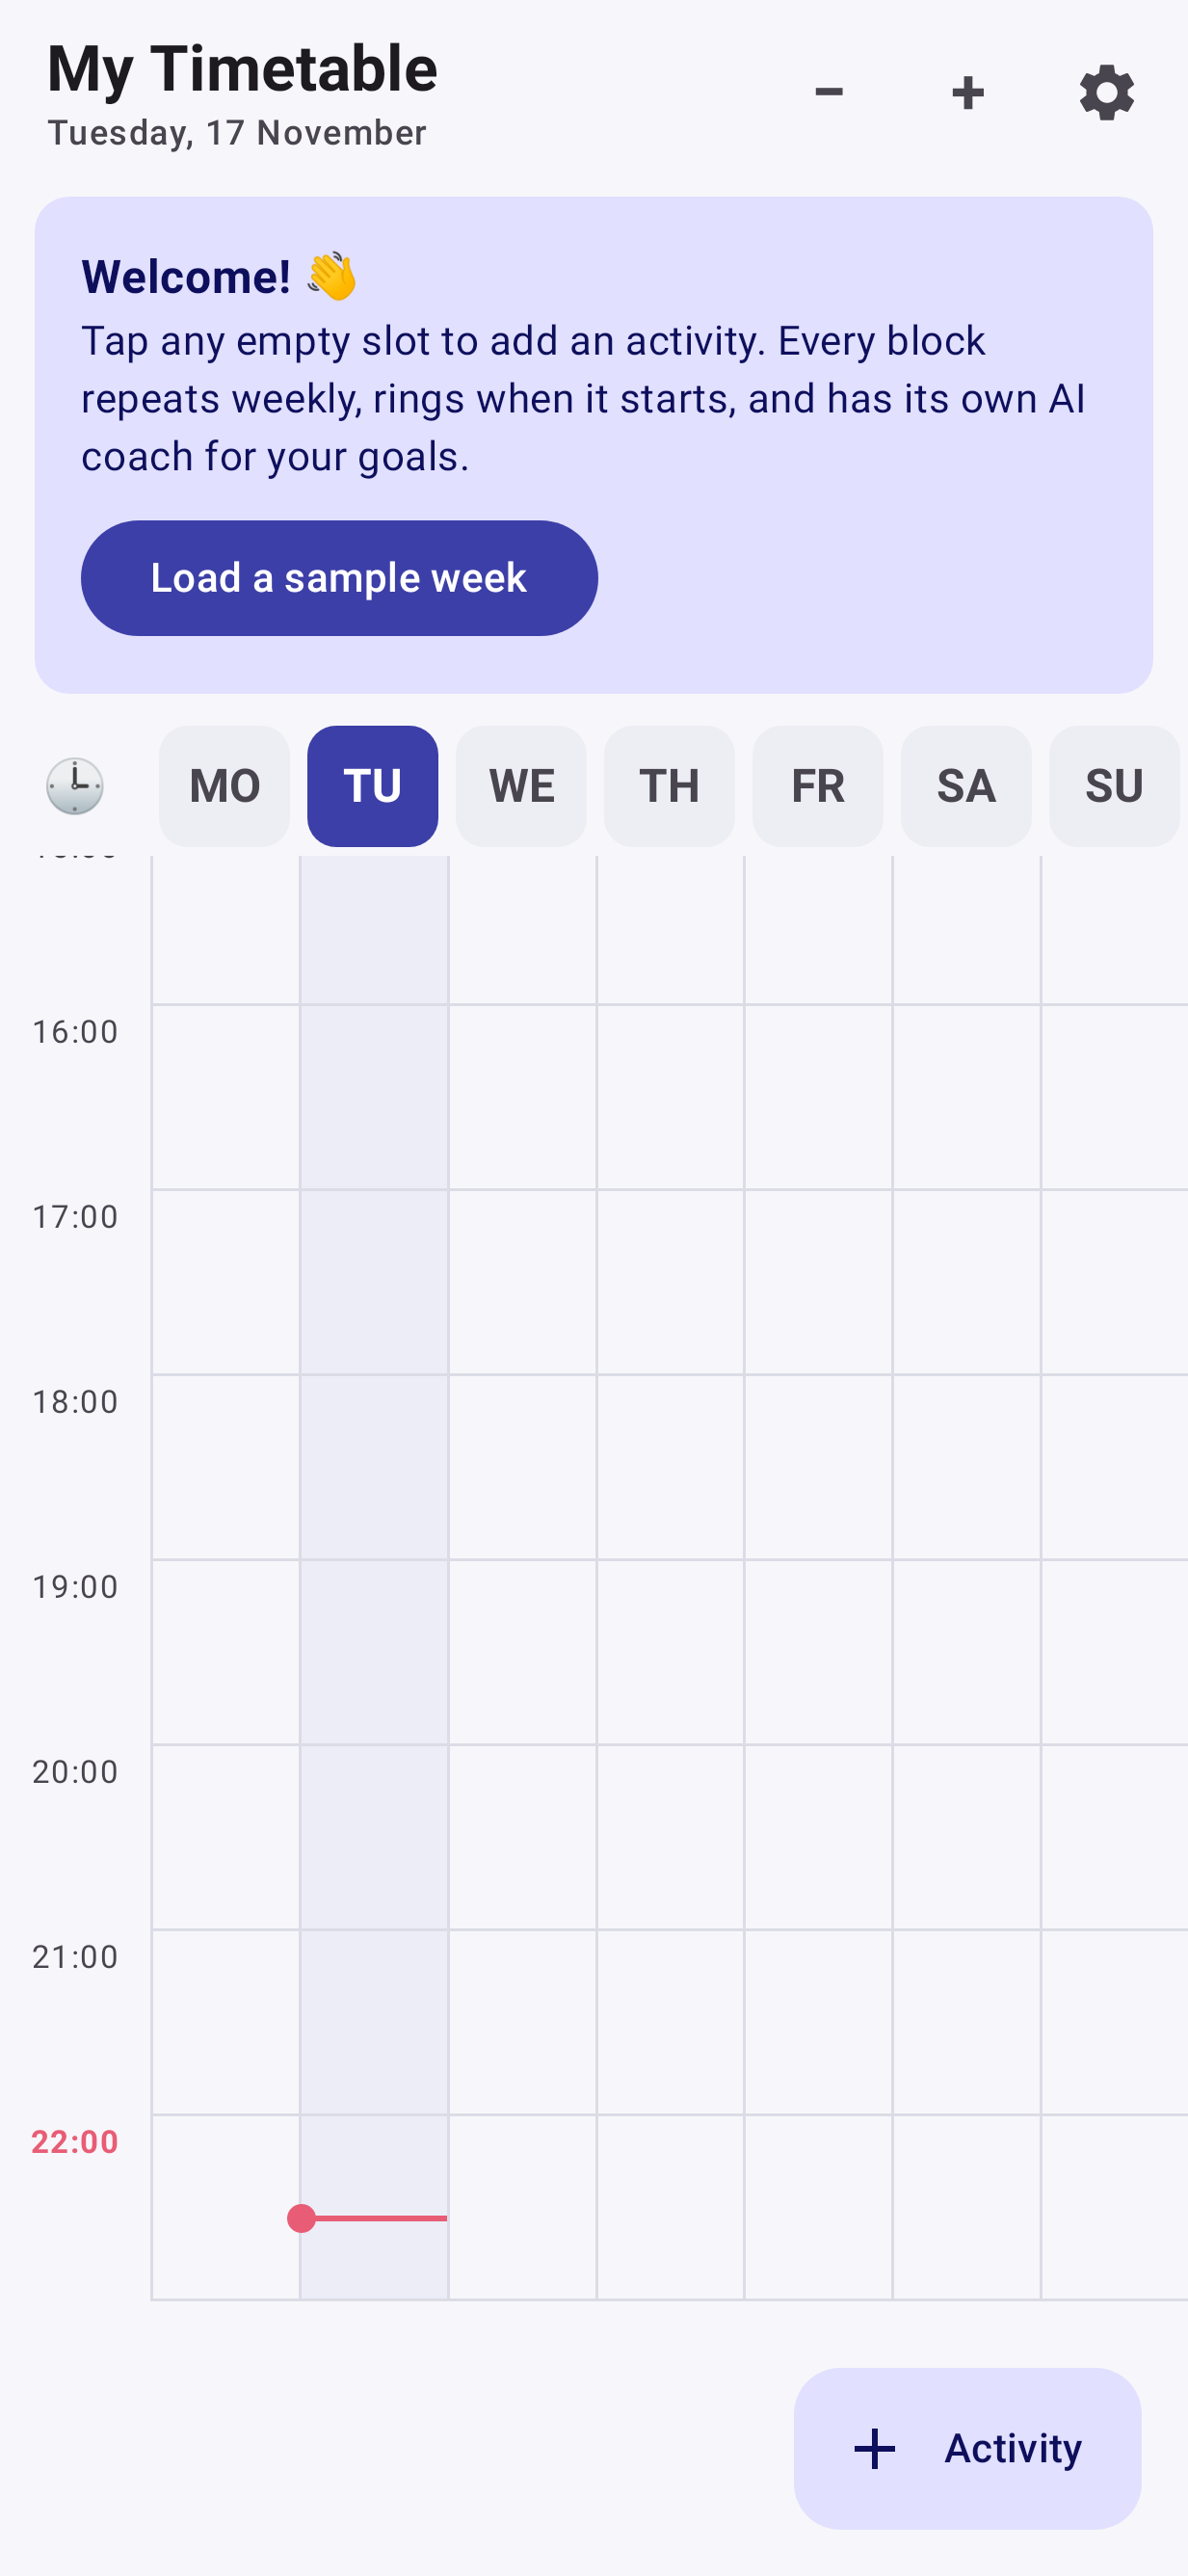 My Timetable
Tuesday, 17 November
Welcome! 👋
Tap any empty slot to add an activity. Every block
repeats weekly, rings when it starts, and has its own AI
coach for your goals.
Load a sample week
MO TU WE TH FR SA SU
16:00
17:00
18:00
19:00
20:00
21:00
22:00
+ Activity